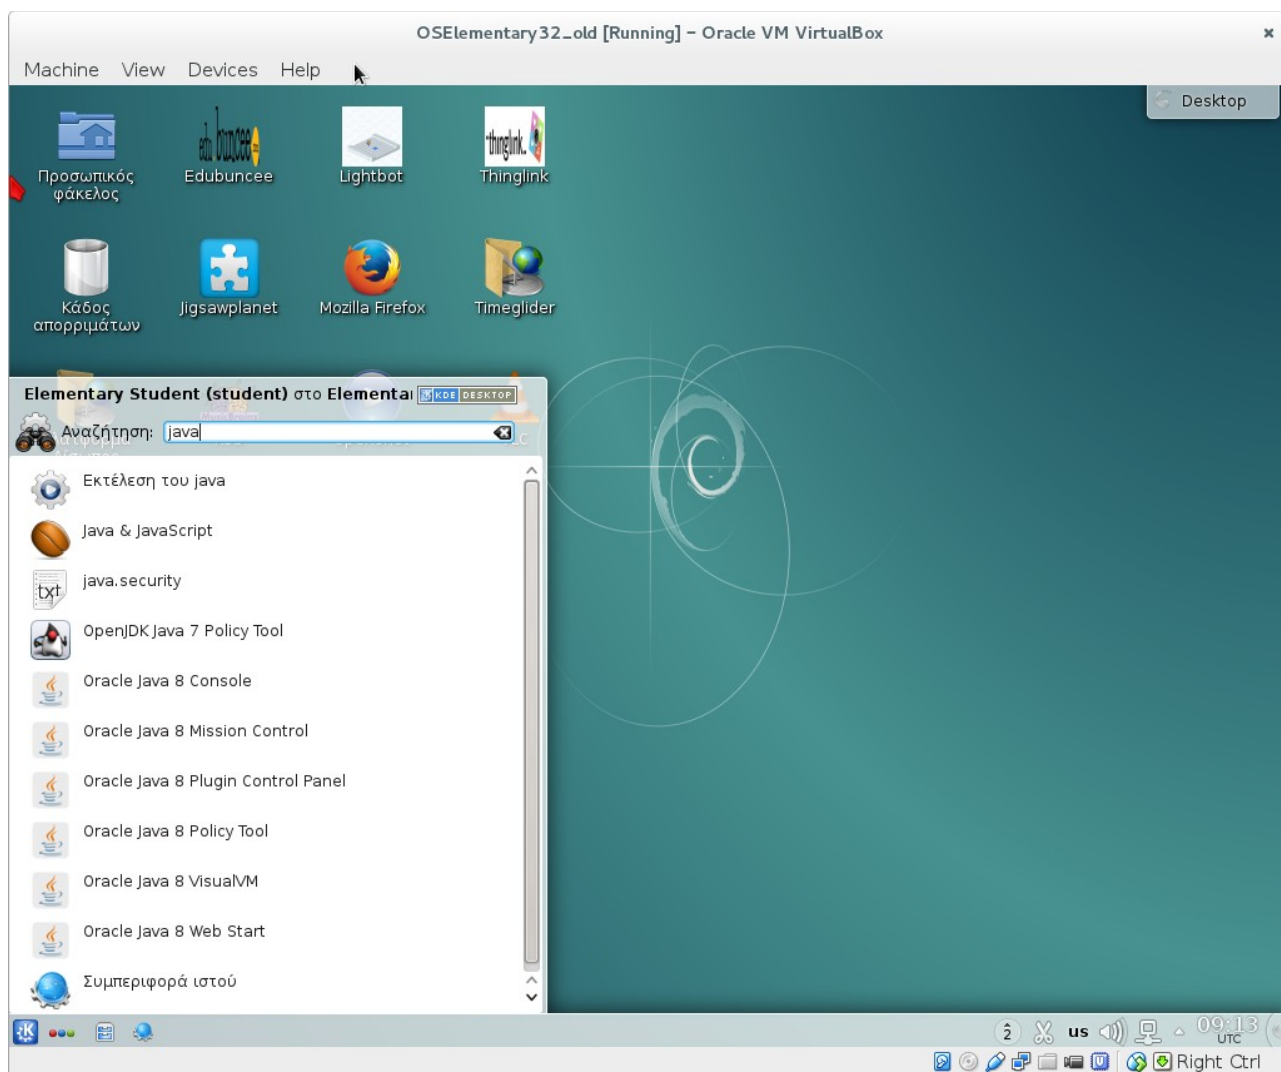 OSElementary32_old [Running] - Oracle VM VirtualBox
Machine View Devices Help
Desktop
edu buncee
thinglink.
Προσωπικός
φάκελος
Edubuncee
Lightbot
Thinglink
Κάδος
απορριμάτων
Jigsawplanet
Mozilla Firefox
Timeglider
Elementary Student (student) στο Elementa
KDE DESKTOP
Αναζήτηση: java
Εκτέλεση του java
Java & JavaScript
txt
java.security
OpenJDK Java 7 Policy Tool
Oracle Java 8 Console
Oracle Java 8 Mission Control
Oracle Java 8 Plugin Control Panel
Oracle Java 8 Policy Tool
Oracle Java 8 VisualVM
Oracle Java 8 Web Start
Συμπεριφορά ιστού
2
us
09:13
UTC
Right Ctrl